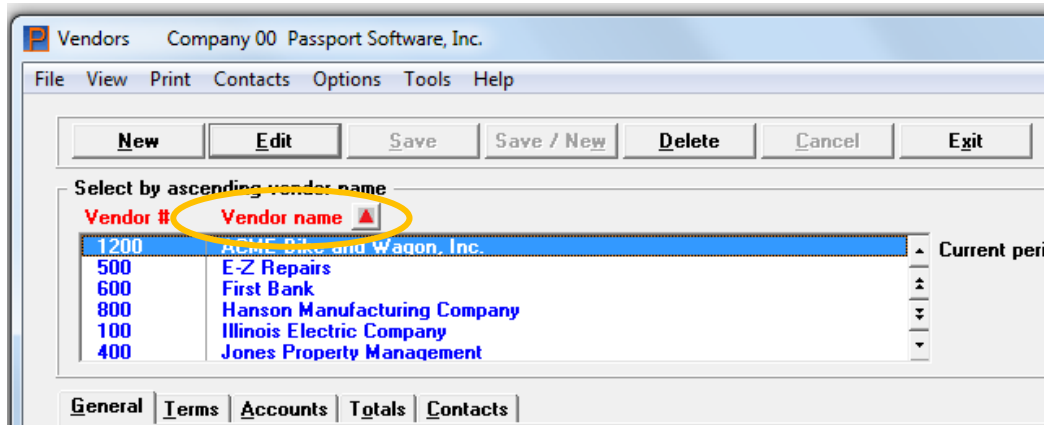 Vendors Company 00 Passport Software, Inc.
File View Print Contacts Options Tools Help
New Edit Save Save / New Delete Cancel Exit
Select by ascending vendor name
Vendor # Vendor name
1200 ACME Bike and Wagon, Inc. Current peri
500 E-Z Repairs
600 First Bank
800 Hanson Manufacturing Company
100 Illinois Electric Company
400 Jones Property Management
General Terms Accounts Totals Contacts